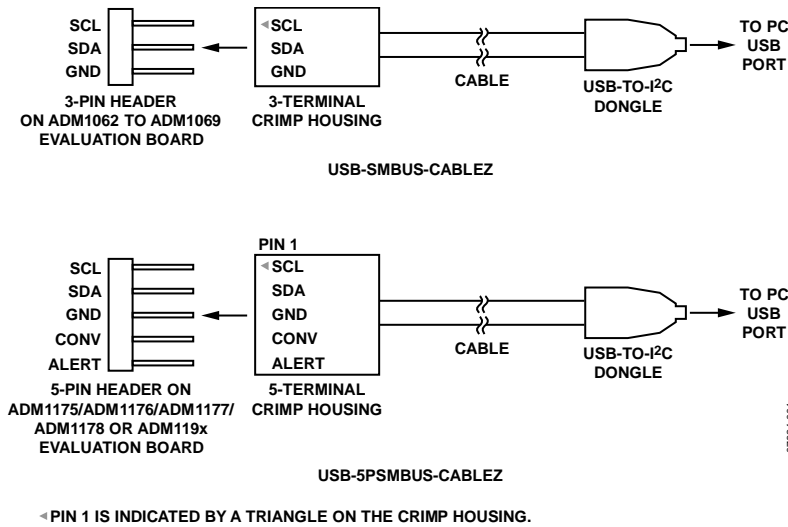 SCL
SDA
GND
3-PIN HEADER
ON ADM1062 TO ADM1069
EVALUATION BOARD
SCL
SDA
GND
3-TERMINAL
CRIMP HOUSING
CABLE
USB-TO-I²C
DONGLE
TO PC
USB
PORT
USB-SMBUS-CABLEZ
SCL
SDA
GND
CONV
ALERT
5-PIN HEADER ON
ADM1175/ADM1176/ADM1177/
ADM1178 OR ADM119x
EVALUATION BOARD
PIN 1
SCL
SDA
GND
CONV
ALERT
5-TERMINAL
CRIMP HOUSING
CABLE
USB-TO-I²C
DONGLE
TO PC
USB
PORT
USB-5PSMBUS-CABLEZ
PIN 1 IS INDICATED BY A TRIANGLE ON THE CRIMP HOUSING.